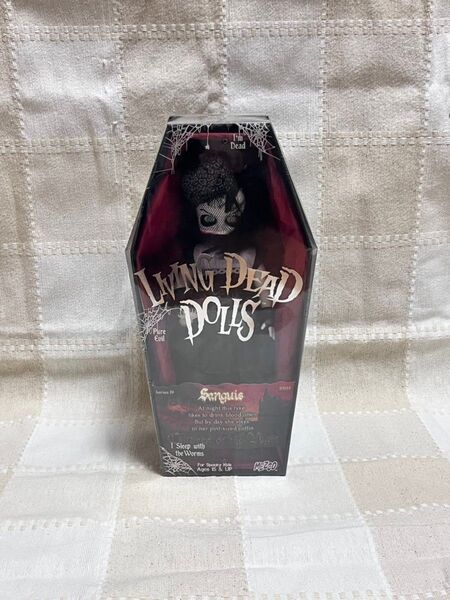 I'm
Dead
LIVING DEAD
DOLLS
Pure
Evil
Sanguis
At night this
likes to drink blood
But by day she sleeps
in her pint-sized coffin
I Sleep with
the Worms
For Spooky Kids
Ages 15 & UP
MEZCO